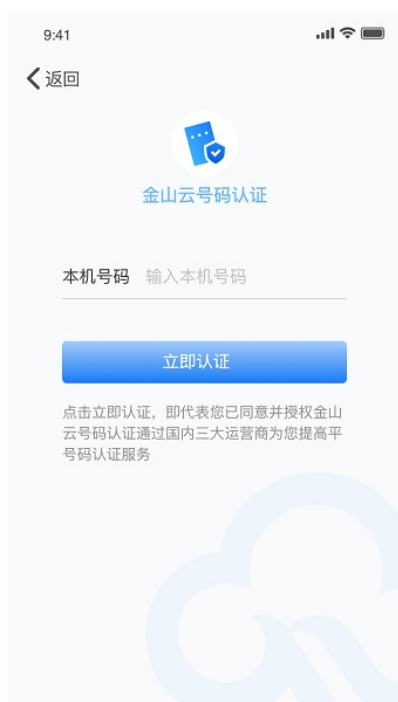 9:41
返回
金山云号码认证
本机号码 输入本机号码
立即认证
点击立即认证，即代表您已同意并授权金山
云号码认证通过国内三大运营商为您提高平
号码认证服务